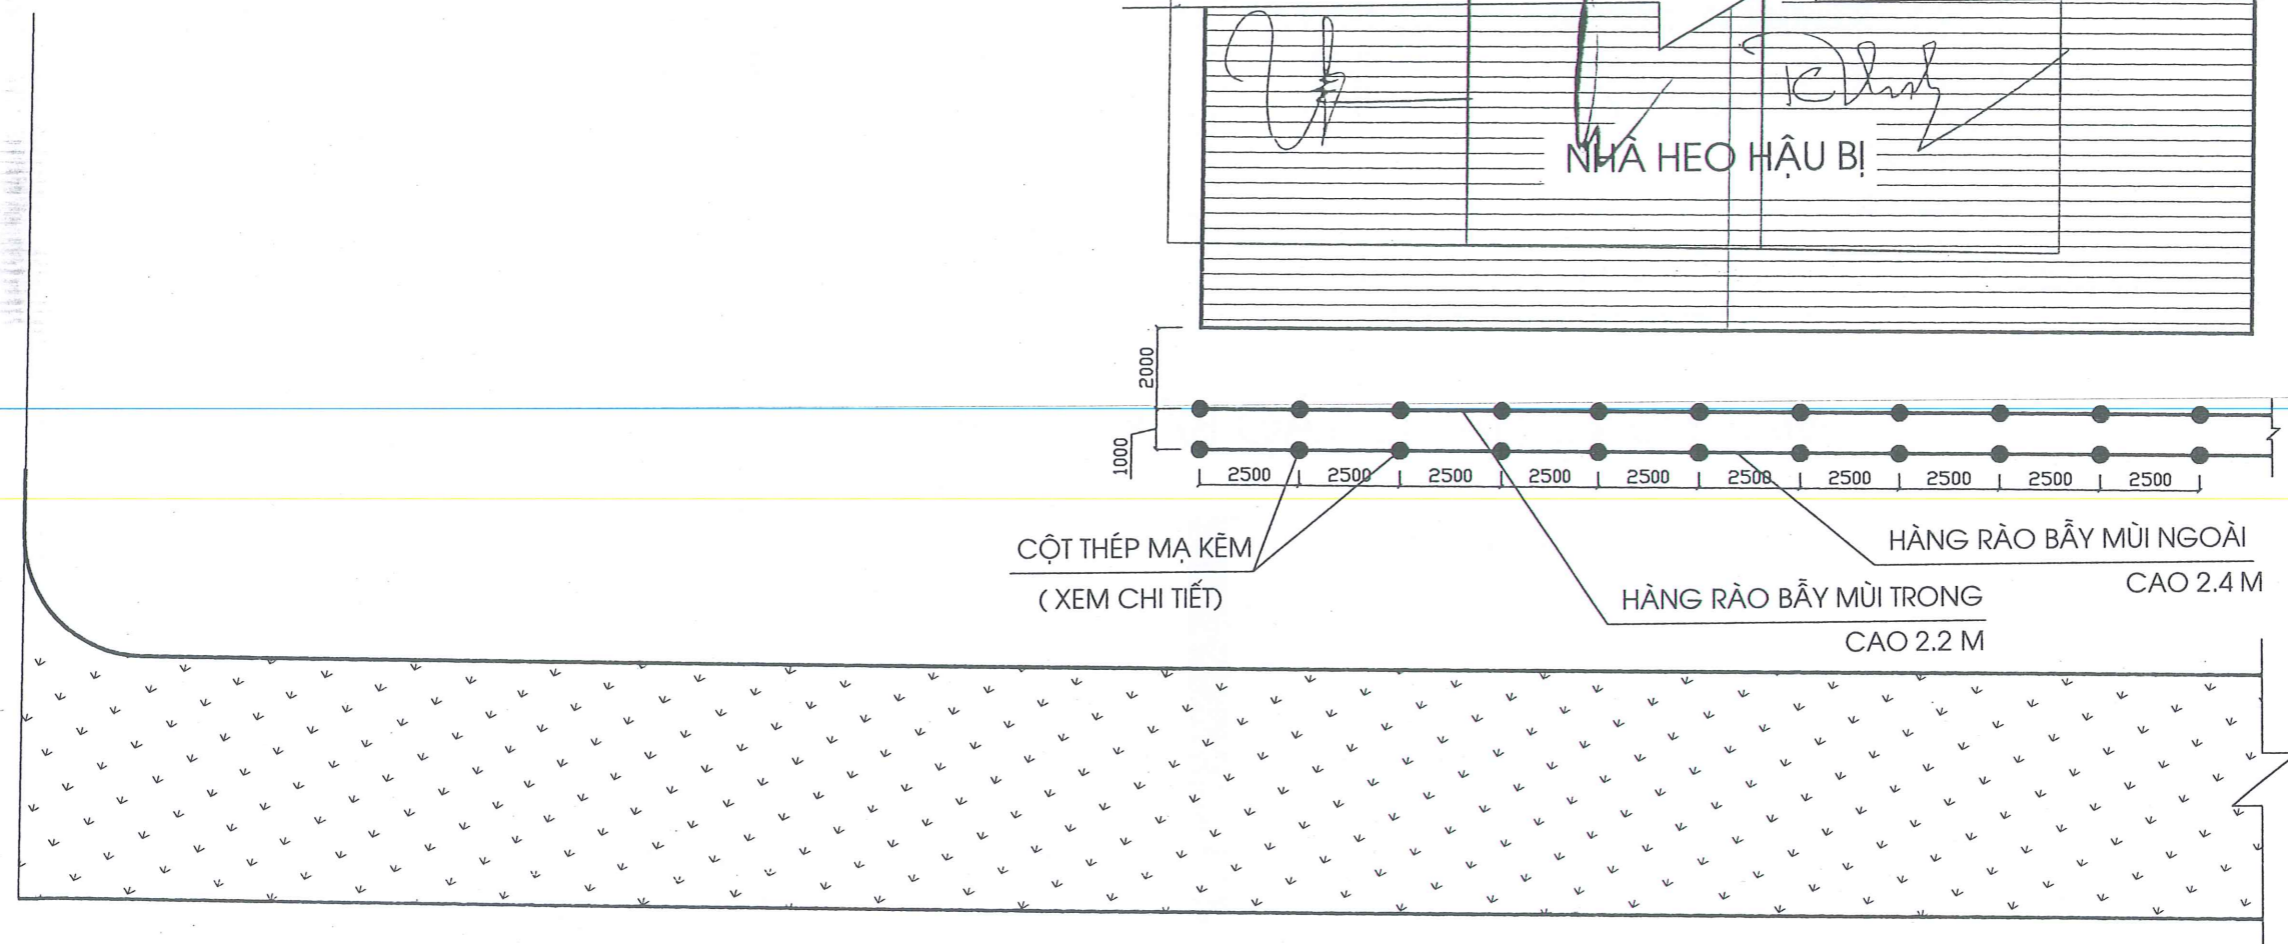 NHÀ HEO HẬU BỊ
2000
1000
2500 2500 2500 2500 2500 2500 2500 2500 2500 2500
CỘT THÉP MẠ KẼM
( XEM CHI TIẾT)
HÀNG RÀO BẪY MÙI NGOÀI
CAO 2.4 M
HÀNG RÀO BẪY MÙI TRONG
CAO 2.2 M